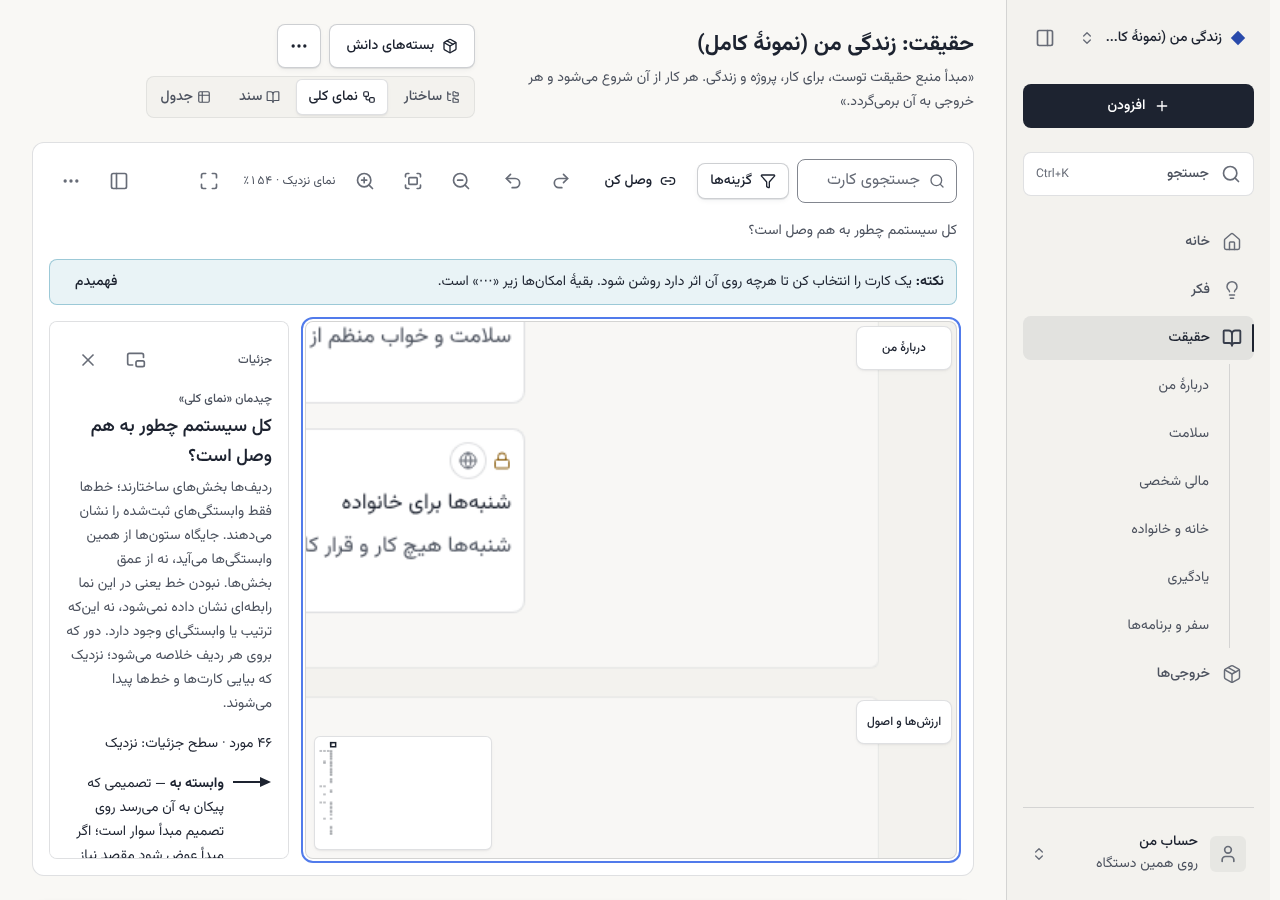 زندگی من (نمونهٔ کا...
افزودن
جستجو
Ctrl+K
خانه
فکر
حقیقت
دربارهٔ من
سلامت
مالی شخصی
خانه و خانواده
یادگیری
سفر و برنامه‌ها
خروجی‌ها
حساب من
روی همین دستگاه
حقیقت: زندگی من (نمونهٔ کامل)
«مبدأ منبع حقیقت توست، برای کار، پروژه و زندگی. هر کار از آن شروع می‌شود و هر
خروجی به آن برمی‌گردد.»
بسته‌های دانش
ساختار
نمای کلی
سند
جدول
جستجوی کارت
گزینه‌ها
وصل کن
نمای نزدیک · ۱۵۴٪
کل سیستمم چطور به هم وصل است؟
نکته: یک کارت را انتخاب کن تا هرچه روی آن اثر دارد روشن شود. بقیهٔ امکان‌ها زیر «···» است.
فهمیدم
دربارهٔ من
سلامت و خواب منظم از
شنبه‌ها برای خانواده
شنبه‌ها هیچ کار و قرار کا
ارزش‌ها و اصول
جزئیات
چیدمان «نمای کلی»
کل سیستمم چطور به هم
وصل است؟
ردیف‌ها بخش‌های ساختارند؛ خط‌ها
فقط وابستگی‌های ثبت‌شده را نشان
می‌دهند. جایگاه ستون‌ها از همین
وابستگی‌ها می‌آید، نه از عمق
بخش‌ها. نبودن خط یعنی در این نما
رابطه‌ای نشان داده نمی‌شود، نه این‌که
ترتیب یا وابستگی‌ای وجود دارد. دور که
بروی هر ردیف خلاصه می‌شود؛ نزدیک
که بیایی کارت‌ها و خط‌ها پیدا
می‌شوند.
۴۶ مورد · سطح جزئیات: نزدیک
وابسته به — تصمیمی که
پیکان به آن می‌رسد روی
تصمیم مبدأ سوار است؛ اگر
مبدأ عوض شود مقصد نیاز